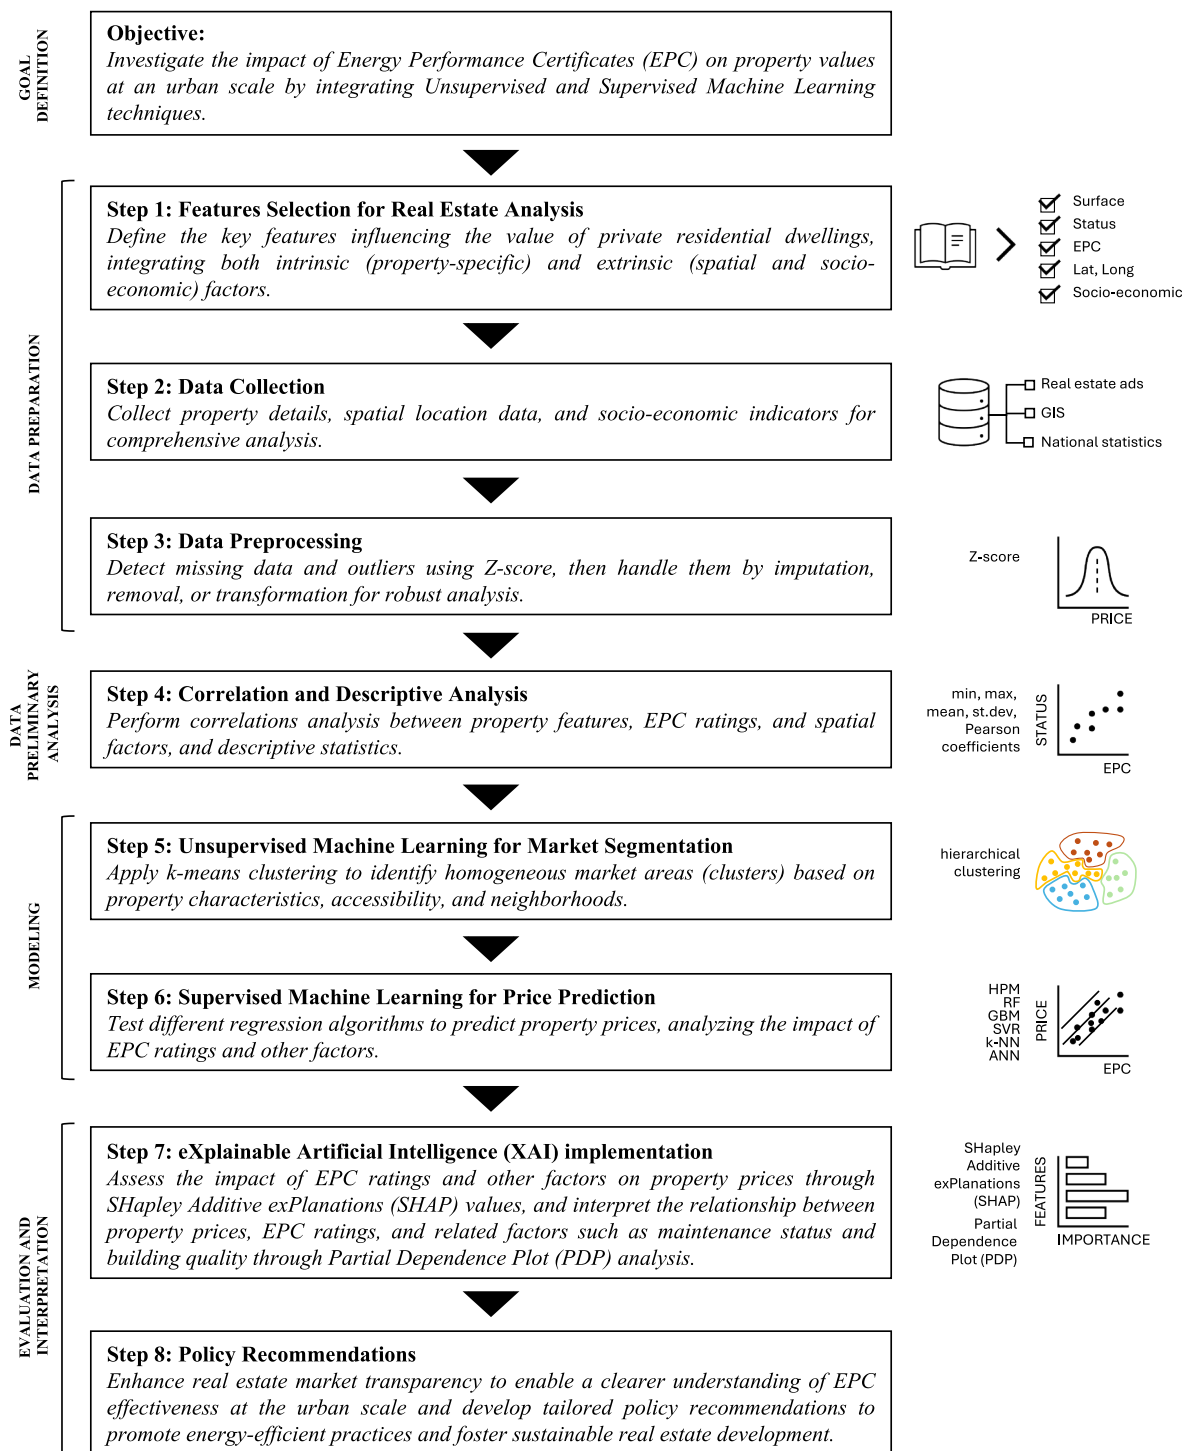 GOAL
DEFINITION
Objective:
Investigate the impact of Energy Performance Certificates (EPC) on property values
at an urban scale by integrating Unsupervised and Supervised Machine Learning
techniques.
DATA PREPARATION
Step 1: Features Selection for Real Estate Analysis
Define the key features influencing the value of private residential dwellings,
integrating both intrinsic (property-specific) and extrinsic (spatial and socio-
economic) factors.
Surface
Status
EPC
Lat, Long
Socio-economic
Step 2: Data Collection
Collect property details, spatial location data, and socio-economic indicators for
comprehensive analysis.
Real estate ads
GIS
National statistics
Step 3: Data Preprocessing
Detect missing data and outliers using Z-score, then handle them by imputation,
removal, or transformation for robust analysis.
Z-score
PRICE
DATA
PRELIMINARY
ANALYSIS
Step 4: Correlation and Descriptive Analysis
Perform correlations analysis between property features, EPC ratings, and spatial
factors, and descriptive statistics.
min, max,
mean, st.dev,
Pearson
coefficients
STATUS
EPC
MODELING
Step 5: Unsupervised Machine Learning for Market Segmentation
Apply k-means clustering to identify homogeneous market areas (clusters) based on
property characteristics, accessibility, and neighborhoods.
hierarchical
clustering
Step 6: Supervised Machine Learning for Price Prediction
Test different regression algorithms to predict property prices, analyzing the impact of
EPC ratings and other factors.
HPM
RF
GBM
SVR
k-NN
ANN
PRICE
EPC
EVALUATION AND
INTERPRETATION
Step 7: eXplainable Artificial Intelligence (XAI) implementation
Assess the impact of EPC ratings and other factors on property prices through
SHapley Additive exPlanations (SHAP) values, and interpret the relationship between
property prices, EPC ratings, and related factors such as maintenance status and
building quality through Partial Dependence Plot (PDP) analysis.
SHapley
Additive
exPlanations
(SHAP)
Partial
Dependence
Plot (PDP)
FEATURES
IMPORTANCE
Step 8: Policy Recommendations
Enhance real estate market transparency to enable a clearer understanding of EPC
effectiveness at the urban scale and develop tailored policy recommendations to
promote energy-efficient practices and foster sustainable real estate development.